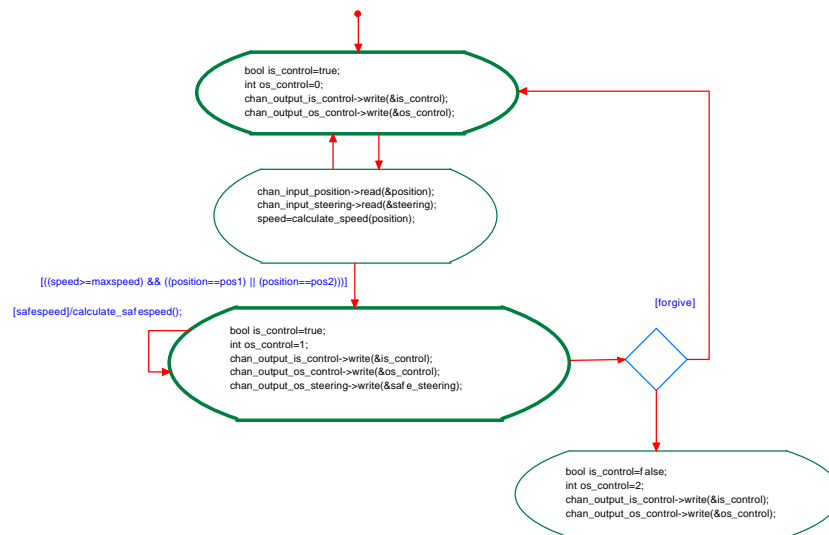 bool is_control=true;
int os_control=0;
chan_output_is_control->write(&is_control);
chan_output_os_control->write(&os_control);
chan_input_position->read(&position);
chan_input_steering->read(&steering);
speed=calculate_speed(position);
[((speed>=maxspeed) && ((position==pos1) || (position==pos2)))]
[safespeed]/calculate_safespeed();
[forgive]
bool is_control=true;
int os_control=1;
chan_output_is_control->write(&is_control);
chan_output_os_control->write(&os_control);
chan_output_os_steering->write(&safe_steering);
bool is_control=false;
int os_control=2;
chan_output_is_control->write(&is_control);
chan_output_os_control->write(&os_control);